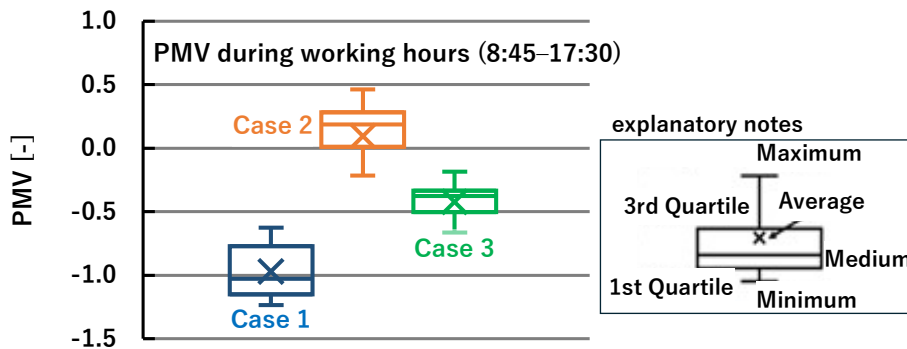 1.0
PMV during working hours (8:45–17:30)
0.5
Case 2
0.0
PMV [-]
-0.5
Case 3
-1.0
Case 1
-1.5
explanatory notes
Maximum
3rd Quartile
Average
Medium
1st Quartile
Minimum